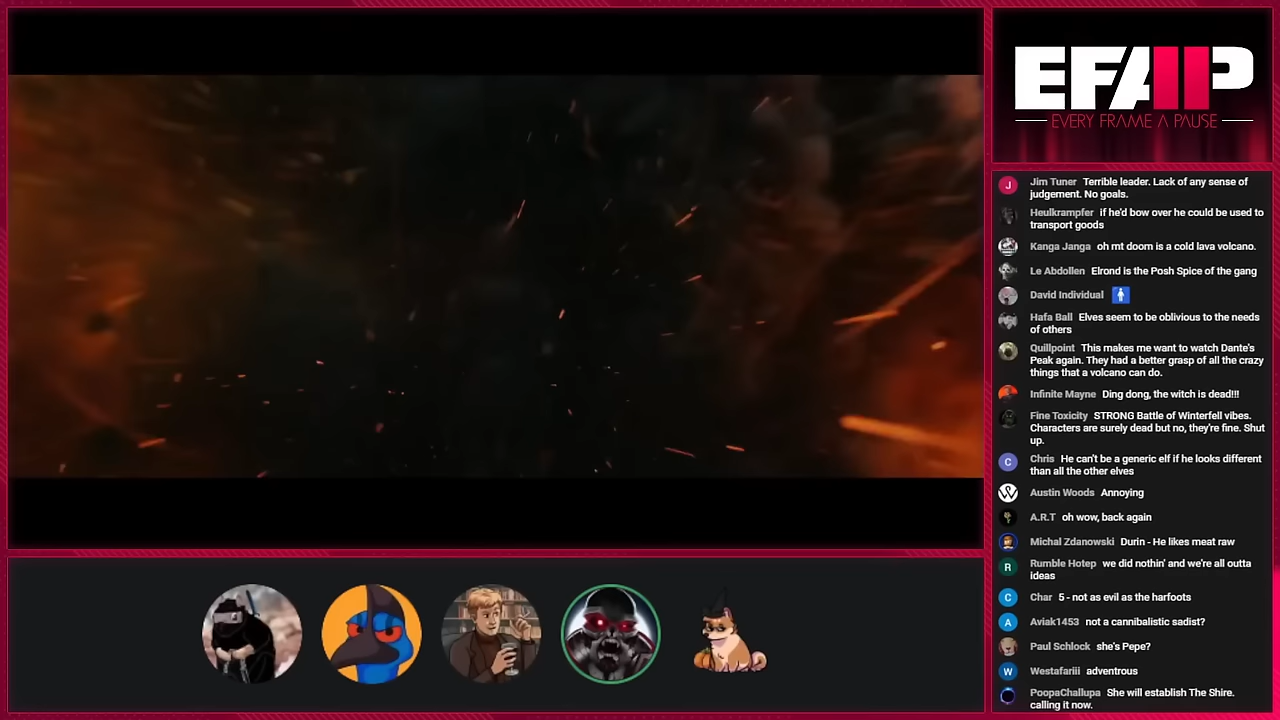 EFAP
EVERY FRAME A PAUSE
J
Jim Tuner Terrible leader. Lack of any sense of
judgement. No goals.
Heulkrampfer if he'd bow over he could be used to
transport goods
Kanga Janga oh mt doom is a cold lava volcano.
Le Abdollen Elrond is the Posh Spice of the gang
David Individual
Hafa Ball Elves seem to be oblivious to the needs
of others
Quillpoint This makes me want to watch Dante's
Peak again. They had a better grasp of all the crazy
things that a volcano can do.
Infinite Mayne Ding dong, the witch is dead!!!
Fine Toxicity STRONG Battle of Winterfell vibes.
Characters are surely dead but no, they're fine. Shut
up.
C
Chris He can't be a generic elf if he looks different
than all the other elves
W
Austin Woods Annoying
A.R.T oh wow, back again
Michal Zdanowski Durin - He likes meat raw
R
Rumble Hotep we did nothin' and we're all outta
ideas
C
Char 5 - not as evil as the harfoots
A
Aviak1453 not a cannibalistic sadist?
Paul Schlock she's Pepe?
W
Westafariii adventrous
PoopaChallupa She will establish The Shire.
calling it now.